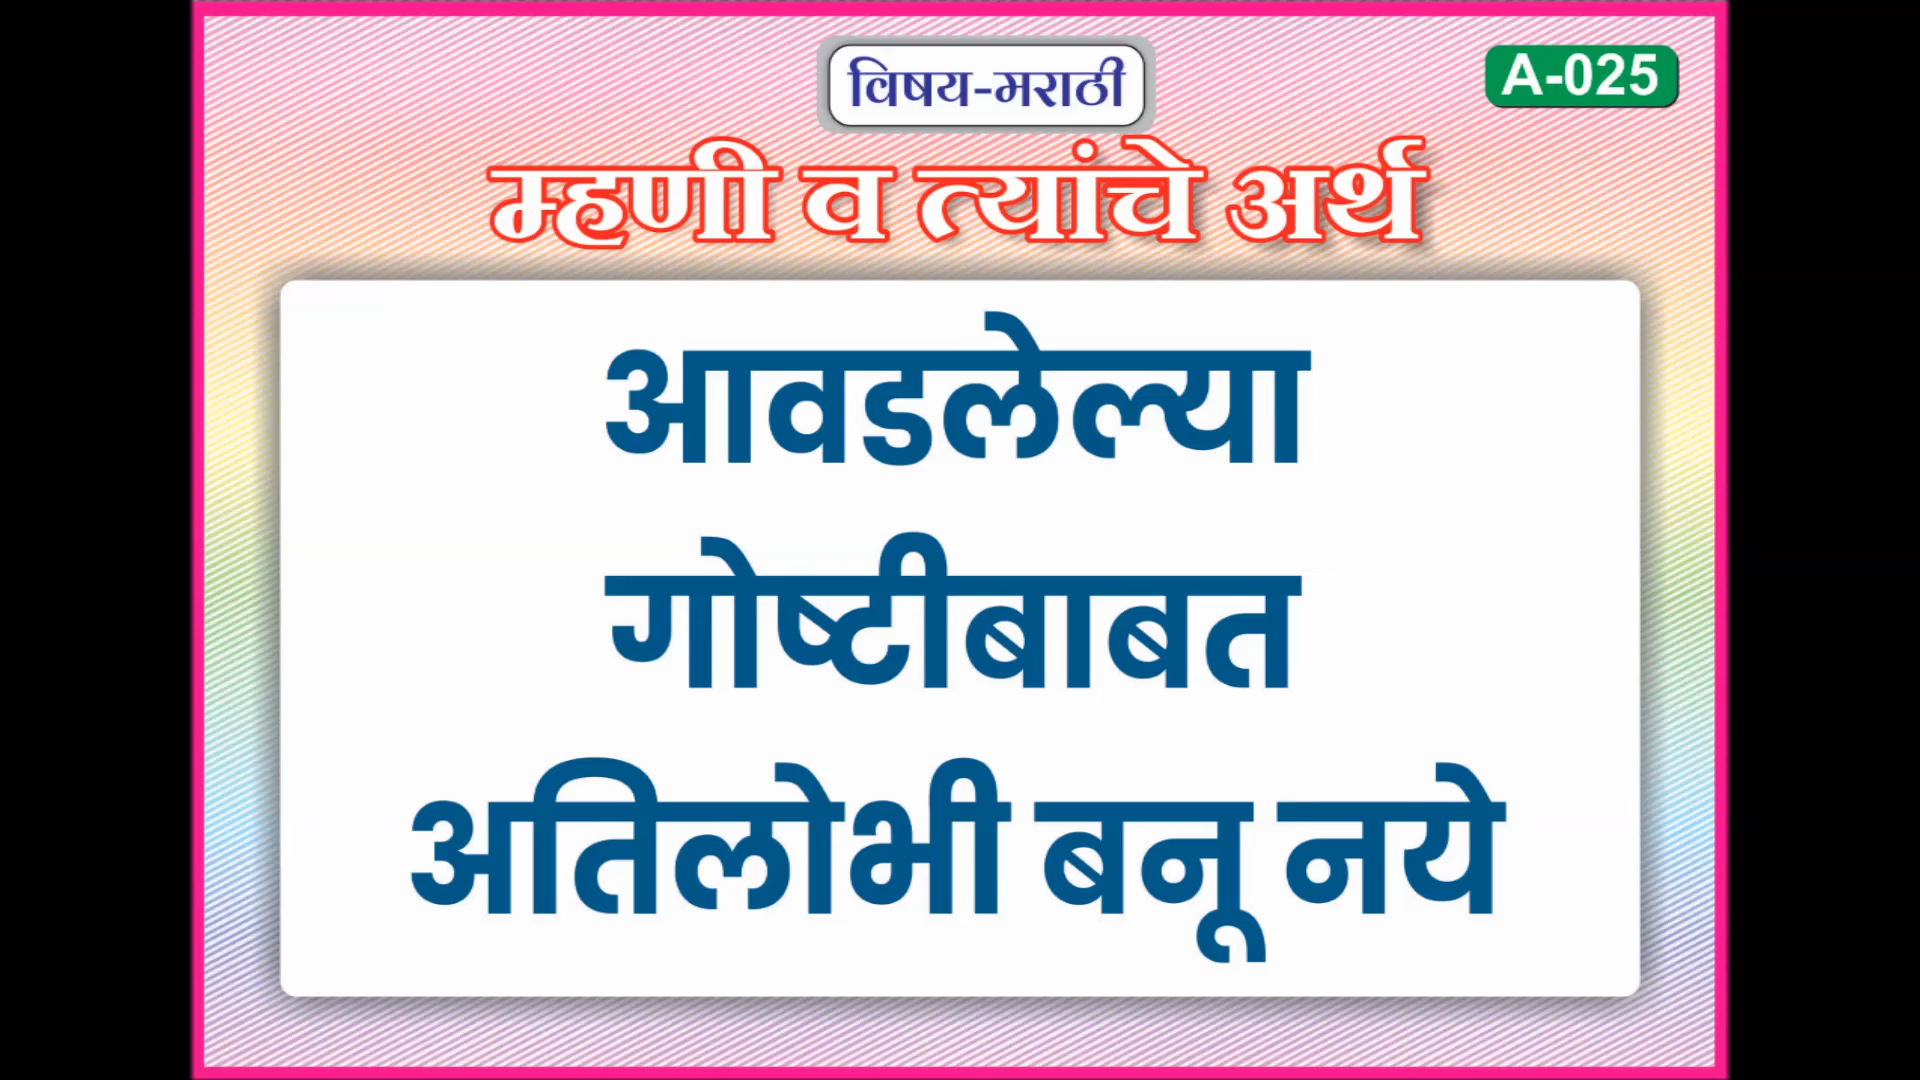 विषय-मराठी
A-025
म्हणी व त्यांचे अर्थ
आवडलेल्या
गोष्टीबाबत
अतिलोभी बनू नये